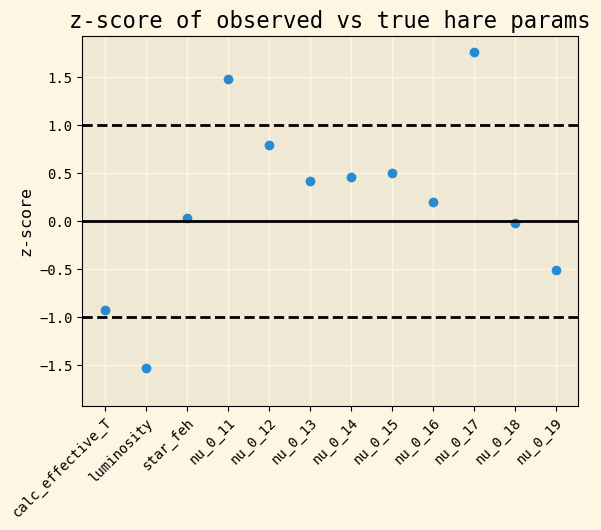 z-score of observed vs true hare params
z-score
1.5
1.0
0.5
0.0
−0.5
−1.0
−1.5
calc_effective_T
luminosity
star_feh
nu_0_11
nu_0_12
nu_0_13
nu_0_14
nu_0_15
nu_0_16
nu_0_17
nu_0_18
nu_0_19